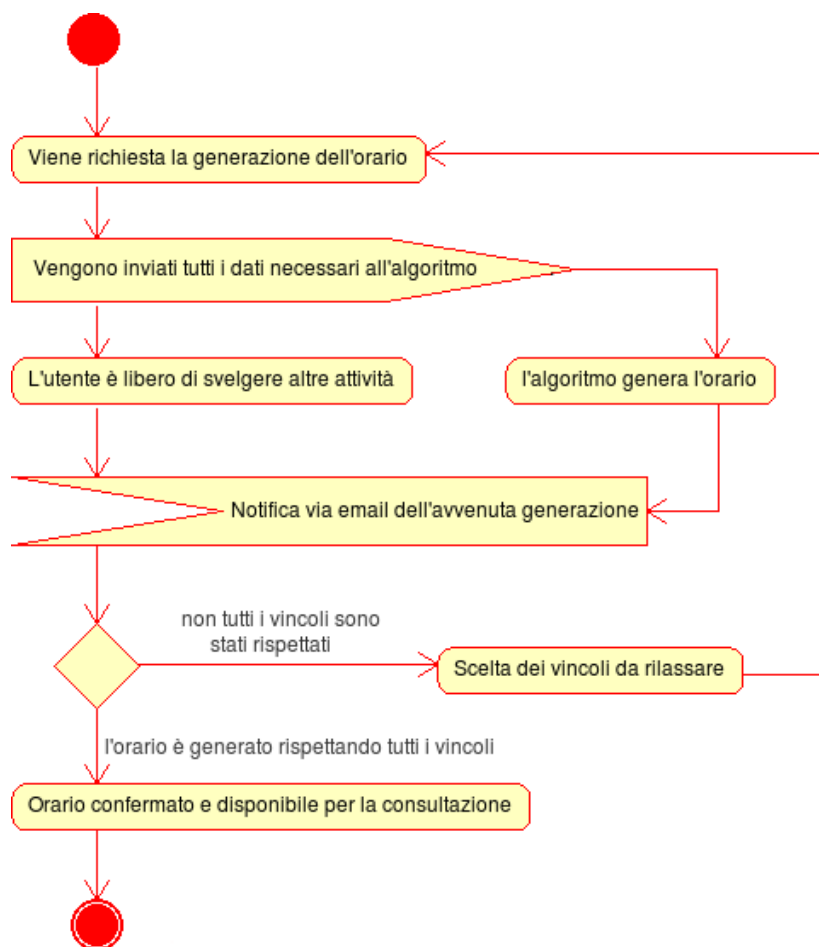 Viene richiesta la generazione dell'orario
Vengono inviati tutti i dati necessari all'algoritmo
L'utente è libero di svelgere altre attività
l'algoritmo genera l'orario
Notifica via email dell'avvenuta generazione
non tutti i vincoli sono
stati rispettati
Scelta dei vincoli da rilassare
l'orario è generato rispettando tutti i vincoli
Orario confermato e disponibile per la consultazione